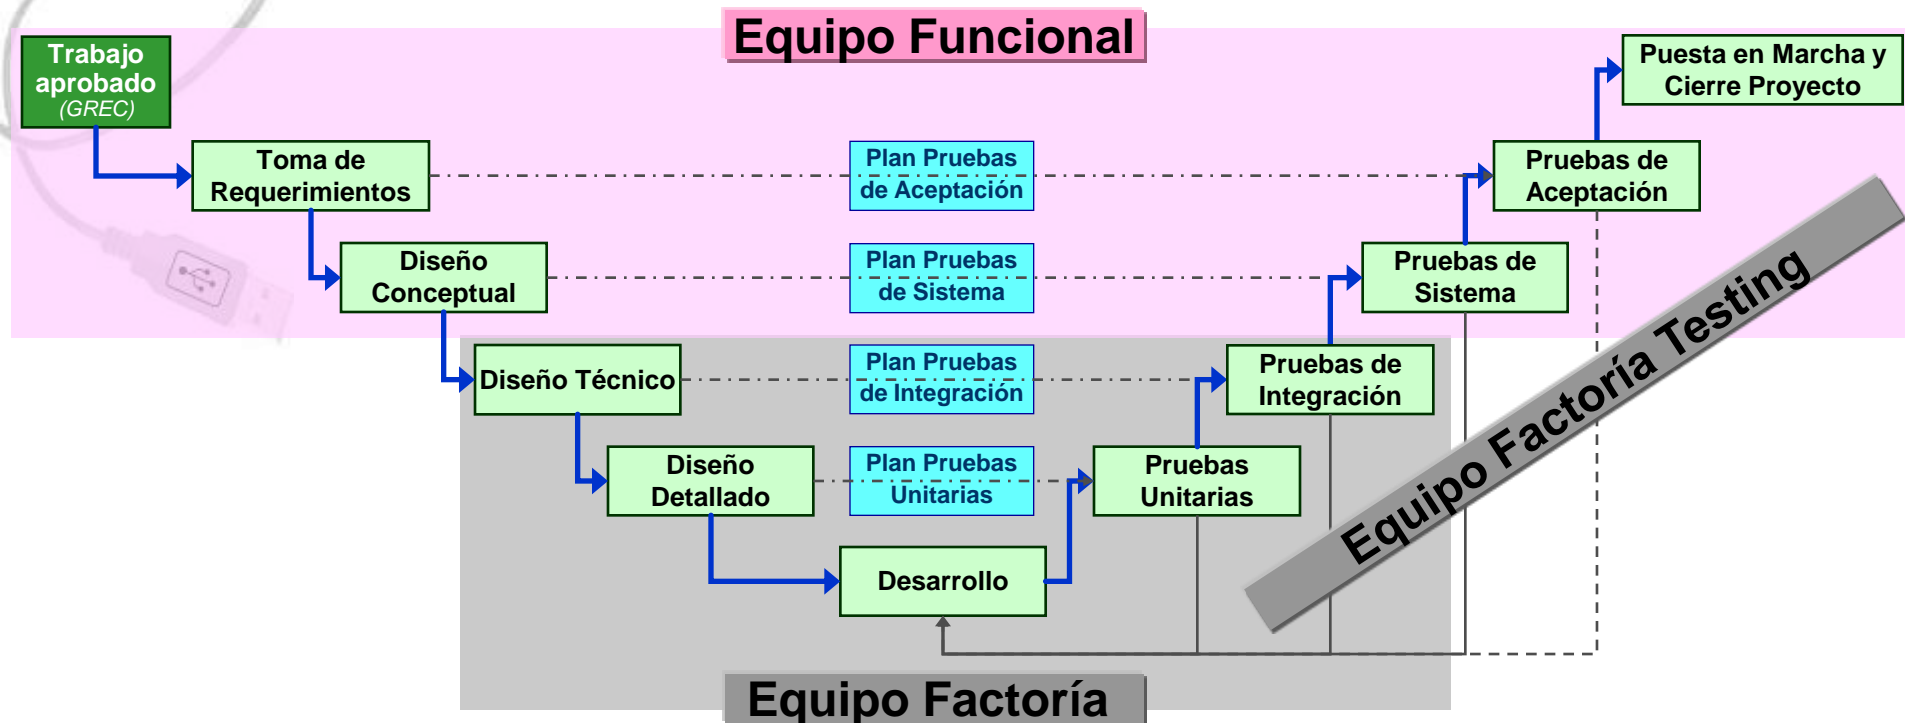 Equipo Funcional
Trabajo
aprobado
(GREC)
Puesta en Marcha y
Cierre Proyecto
Toma de
Requerimientos
Plan Pruebas
de Aceptación
Pruebas de
Aceptación
Diseño
Conceptual
Plan Pruebas
de Sistema
Pruebas de
Sistema
Diseño Técnico
Plan Pruebas
de Integración
Pruebas de
Integración
Diseño
Detallado
Plan Pruebas
Unitarias
Pruebas
Unitarias
Desarrollo
Equipo Factoría Testing
Equipo Factoría